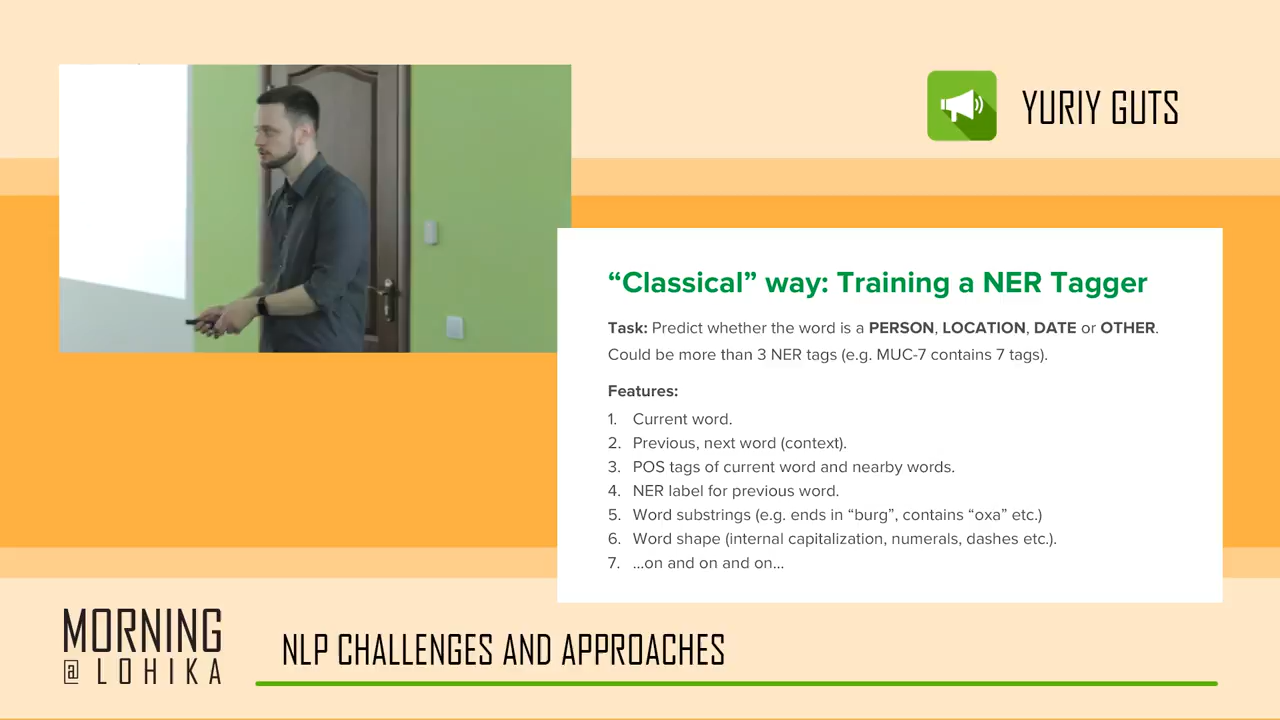 YURIY GUTS
“Classical” way: Training a NER Tagger
Task: Predict whether the word is a PERSON, LOCATION, DATE or OTHER.
Could be more than 3 NER tags (e.g. MUC-7 contains 7 tags).
Features:
1. Current word.
2. Previous, next word (context).
3. POS tags of current word and nearby words.
4. NER label for previous word.
5. Word substrings (e.g. ends in “burg”, contains “oxa” etc.)
6. Word shape (internal capitalization, numerals, dashes etc.).
7. ...on and on and on...
MORNING
@ LOHIKA
NLP CHALLENGES AND APPROACHES